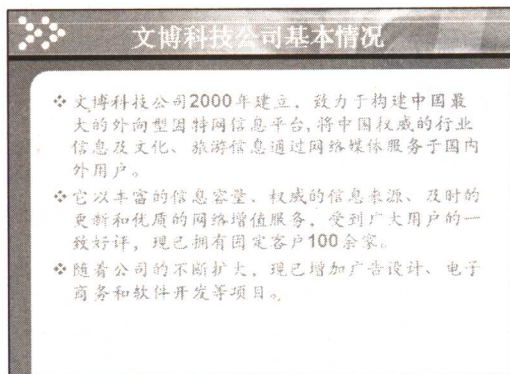 文博科技公司基本情况
❖ 文博科技公司2000年建立，致力于构建中国最
大的外向型因特网信息平台,将中国权威的行业
信息及文化、旅游信息通过网络媒体服务于国内
外用户。
❖ 它以丰富的信息容量、权威的信息来源、及时的
更新和优质的网络增值服务，受到广大用户的一
致好评，现已拥有固定客户100余家。
❖ 随着公司的不断扩大，现已增加广告设计、电子
商务和软件开发等项目。